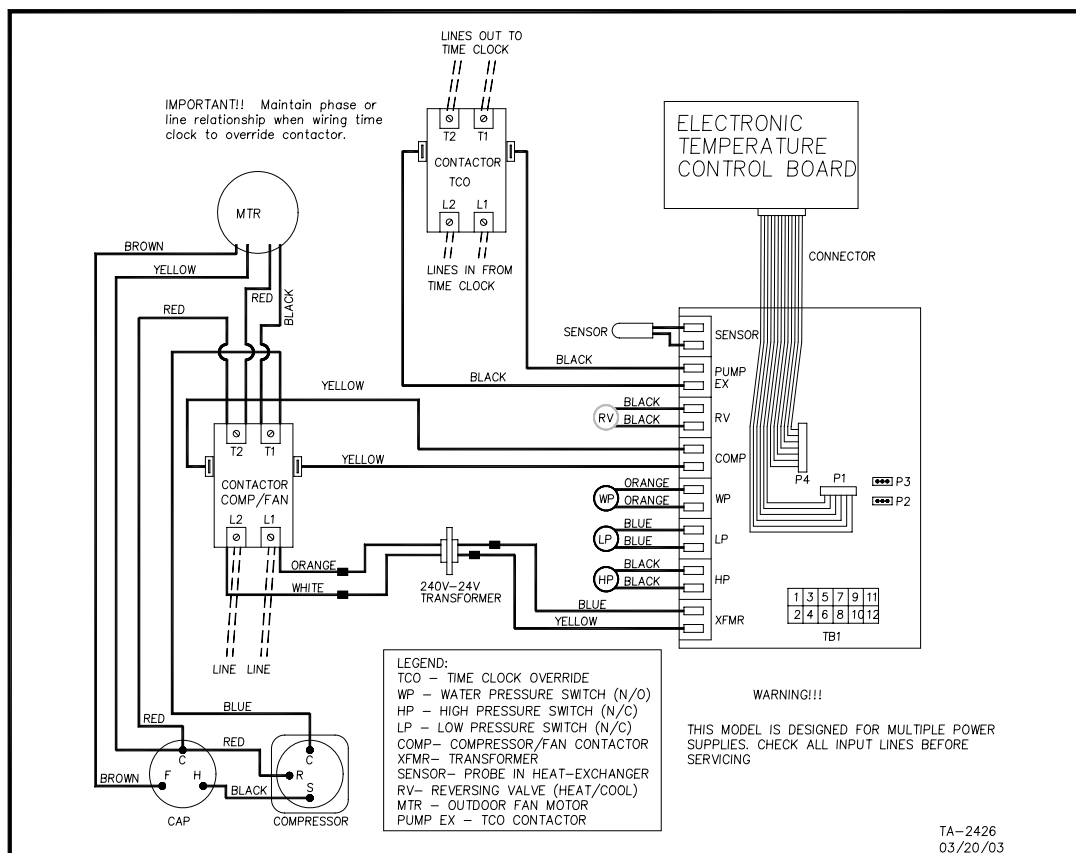 LINES OUT TO
TIME CLOCK
IMPORTANT!! Maintain phase or
line relationship when wiring time
clock to override contactor.
T2 T1
CONTACTOR
TCO
L2 L1
LINES IN FROM
TIME CLOCK
ELECTRONIC
TEMPERATURE
CONTROL BOARD
CONNECTOR
MTR
BROWN
YELLOW
RED
BLACK
RED
SENSOR
SENSOR
BLACK
PUMP
EX
BLACK
YELLOW
RV
BLACK
BLACK
RV
COMP
YELLOW
T2 T1
CONTACTOR
COMP/FAN
L2 L1
WP
ORANGE
ORANGE
WP
LP
BLUE
BLUE
LP
HP
BLACK
BLACK
HP
P4
P1
P3
P2
ORANGE
WHITE
240V-24V
TRANSFORMER
BLUE
YELLOW
XFMR
1 3 5 7 9 11
2 4 6 8 10 12
TB1
LINE LINE
LEGEND:
TCO - TIME CLOCK OVERRIDE
WP - WATER PRESSURE SWITCH (N/O)
HP - HIGH PRESSURE SWITCH (N/C)
LP - LOW PRESSURE SWITCH (N/C)
COMP- COMPRESSOR/FAN CONTACTOR
XFMR- TRANSFORMER
SENSOR- PROBE IN HEAT-EXCHANGER
RV- REVERSING VALVE (HEAT/COOL)
MTR - OUTDOOR FAN MOTOR
PUMP EX - TCO CONTACTOR
WARNING!!!
THIS MODEL IS DESIGNED FOR MULTIPLE POWER
SUPPLIES. CHECK ALL INPUT LINES BEFORE
SERVICING
BLUE
RED
RED
C
F H
BROWN
BLACK
CAP
C
R
S
COMPRESSOR
TA-2426
03/20/03